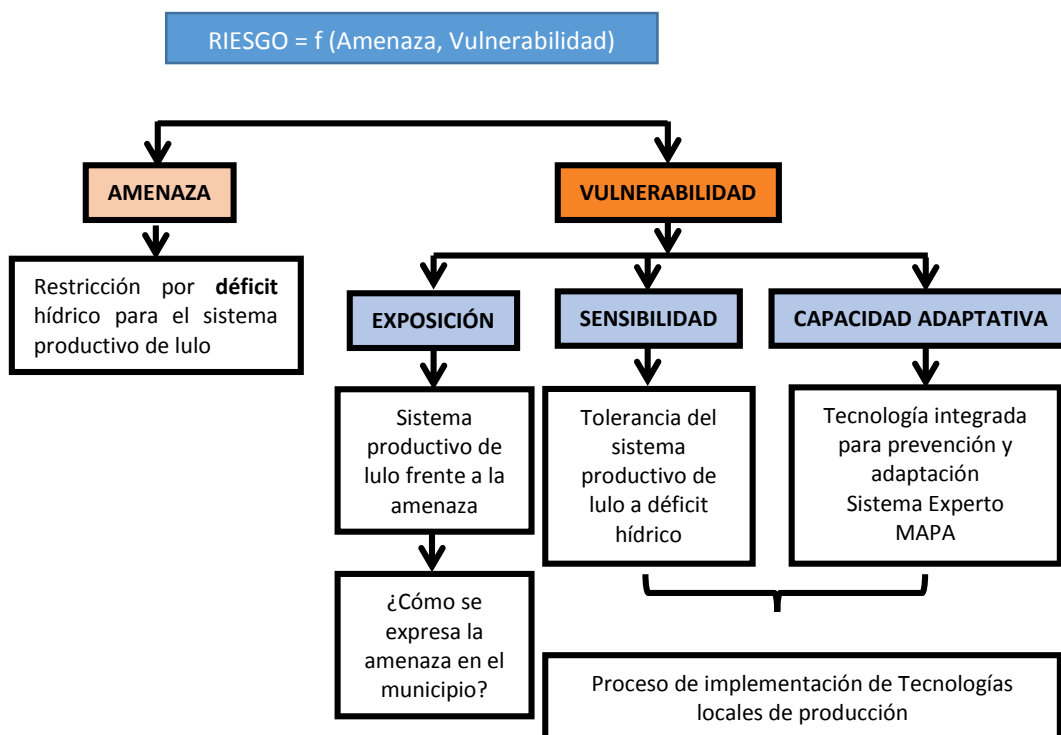 RIESGO = f (Amenaza, Vulnerabilidad)
AMENAZA
VULNERABILIDAD
Restricción por déficit
hídrico para el sistema
productivo de lulo
EXPOSICIÓN
SENSIBILIDAD
CAPACIDAD ADAPTATIVA
Sistema
productivo de
lulo frente a la
amenaza
Tolerancia del
sistema
productivo de
lulo a déficit
hídrico
Tecnología integrada
para prevención y
adaptación
Sistema Experto
MAPA
¿Cómo se
expresa la
amenaza en el
municipio?
Proceso de implementación de Tecnologías
locales de producción